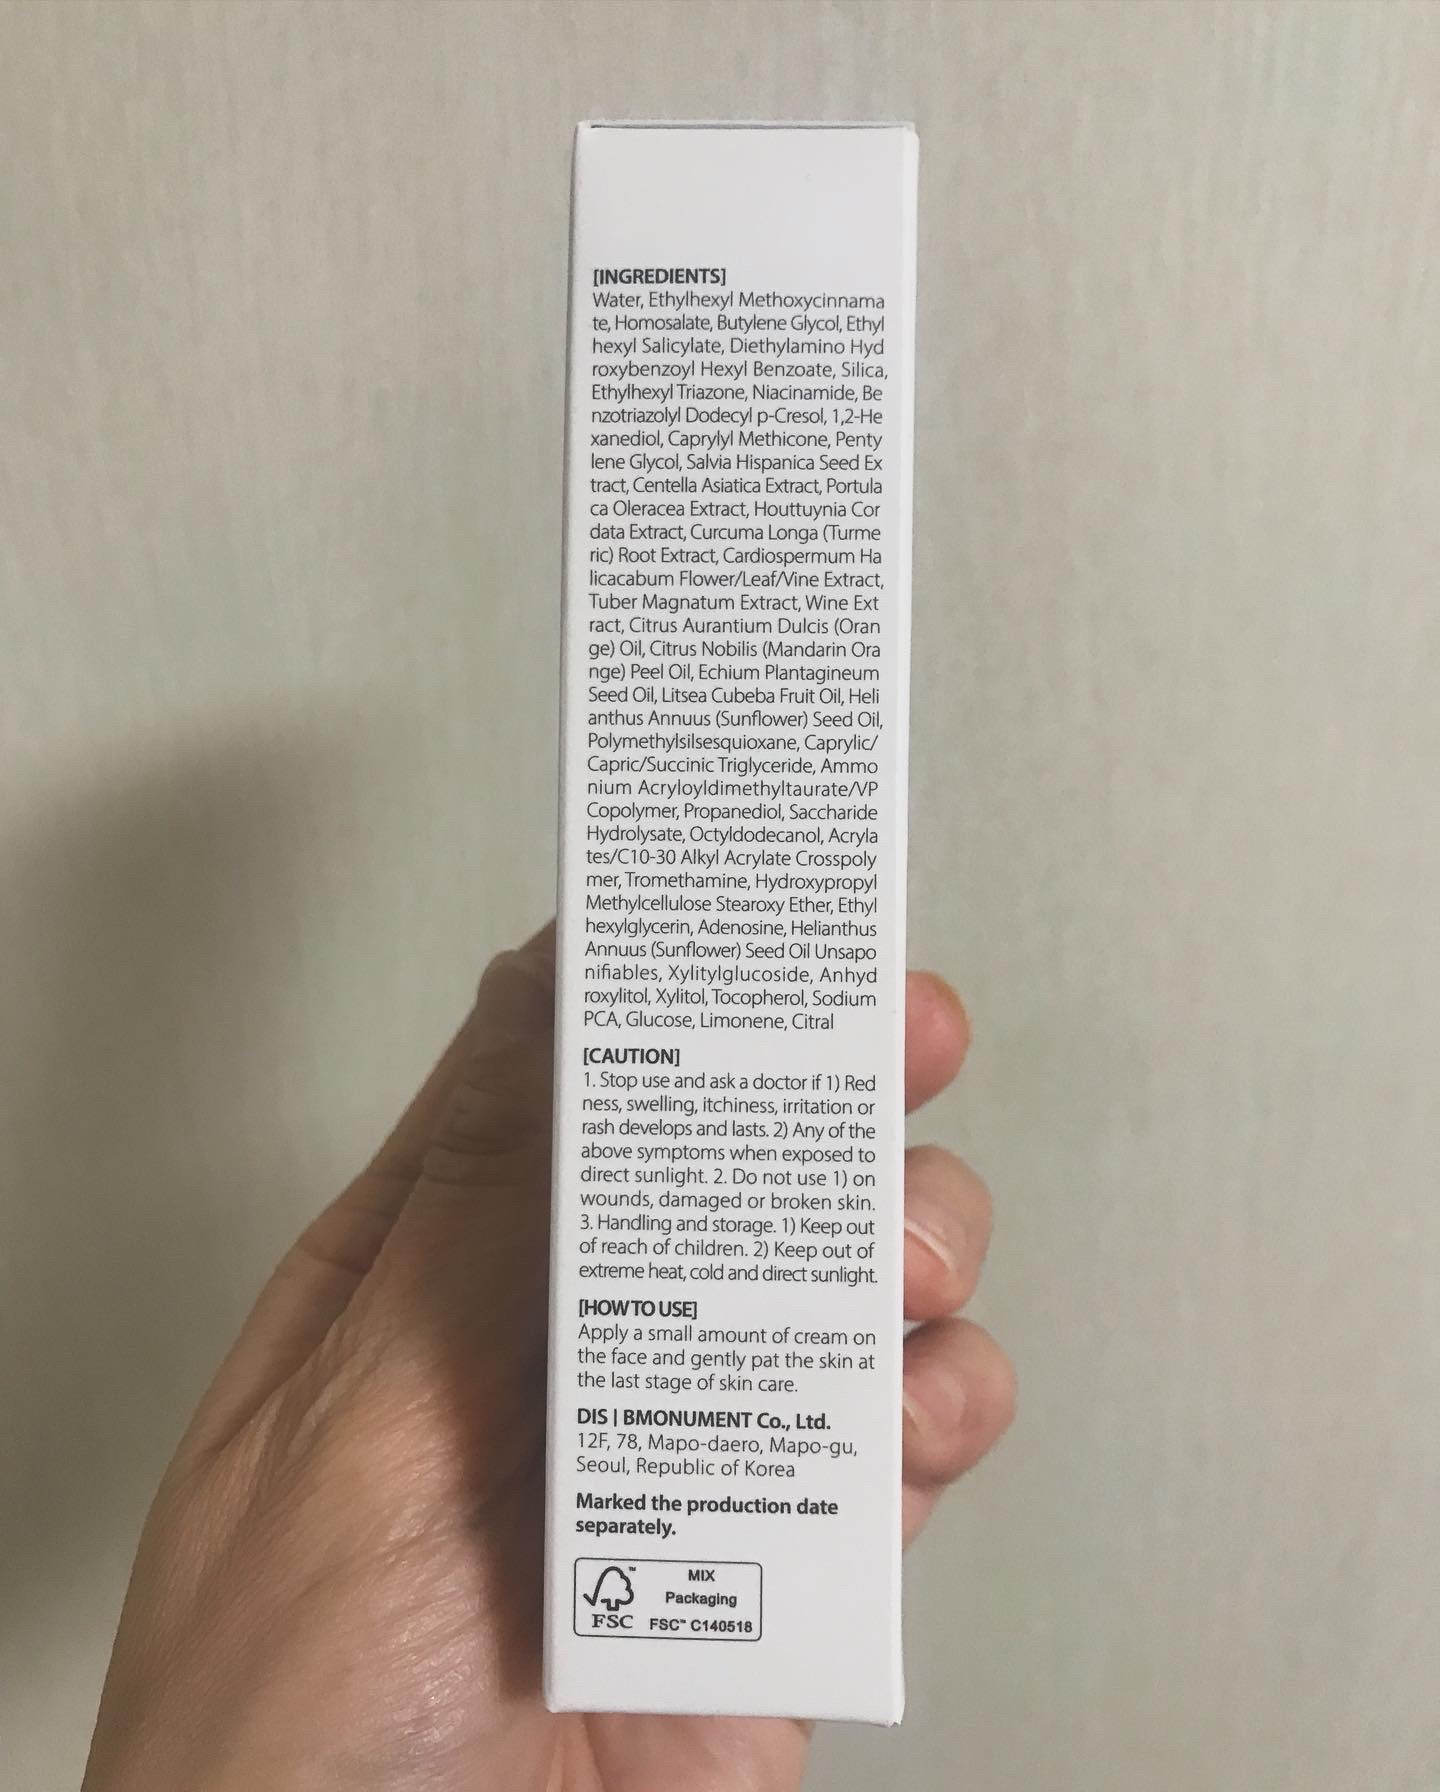 [INGREDIENTS]
Water, Ethylhexyl Methoxycinnama
te, Homosalate, Butylene Glycol, Ethyl
hexyl Salicylate, Diethylamino Hyd
roxybenzoyl Hexyl Benzoate, Silica,
Ethylhexyl Triazone, Niacinamide, Be
nzotriazolyl Dodecyl p-Cresol, 1,2-He
xanediol, Caprylyl Methicone, Penty
lene Glycol, Salvia Hispanica Seed Ex
tract, Centella Asiatica Extract, Portula
ca Oleracea Extract, Houttuynia Cor
data Extract, Curcuma Longa (Turme
ric) Root Extract, Cardiospermum Ha
licacabum Flower/Leaf/Vine Extract,
Tuber Magnatum Extract, Wine Ext
ract, Citrus Aurantium Dulcis (Oran
ge) Oil, Citrus Nobilis (Mandarin Ora
nge) Peel Oil, Echium Plantagineum
Seed Oil, Litsea Cubeba Fruit Oil, Heli
anthus Annuus (Sunflower) Seed Oil,
Polymethylsilsesquioxane, Caprylic/
Capric/Succinic Triglyceride, Ammo
nium Acryloyldimethyltaurate/VP
Copolymer, Propanediol, Saccharide
Hydrolysate, Octyldodecanol, Acryla
tes/C10-30 Alkyl Acrylate Crosspoly
mer, Tromethamine, Hydroxypropyl
Methylcellulose Stearoxy Ether, Ethyl
hexylglycerin, Adenosine, Helianthus
Annuus (Sunflower) Seed Oil Unsapo
nifiables, Xylitylglucoside, Anhyd
roxylitol, Xylitol, Tocopherol, Sodium
PCA, Glucose, Limonene, Citral
[CAUTION]
1. Stop use and ask a doctor if 1) Red
ness, swelling, itchiness, irritation or
rash develops and lasts. 2) Any of the
above symptoms when exposed to
direct sunlight. 2. Do not use 1) on
wounds, damaged or broken skin.
3. Handling and storage. 1) Keep out
of reach of children. 2) Keep out of
extreme heat, cold and direct sunlight.
[HOW TO USE]
Apply a small amount of cream on
the face and gently pat the skin at
the last stage of skin care.
DIS | BMONUMENT Co., Ltd.
12F, 78, Mapo-daero, Mapo-gu,
Seoul, Republic of Korea
Marked the production date
separately.
MIX
Packaging
FSC™ C140518
™
FSC